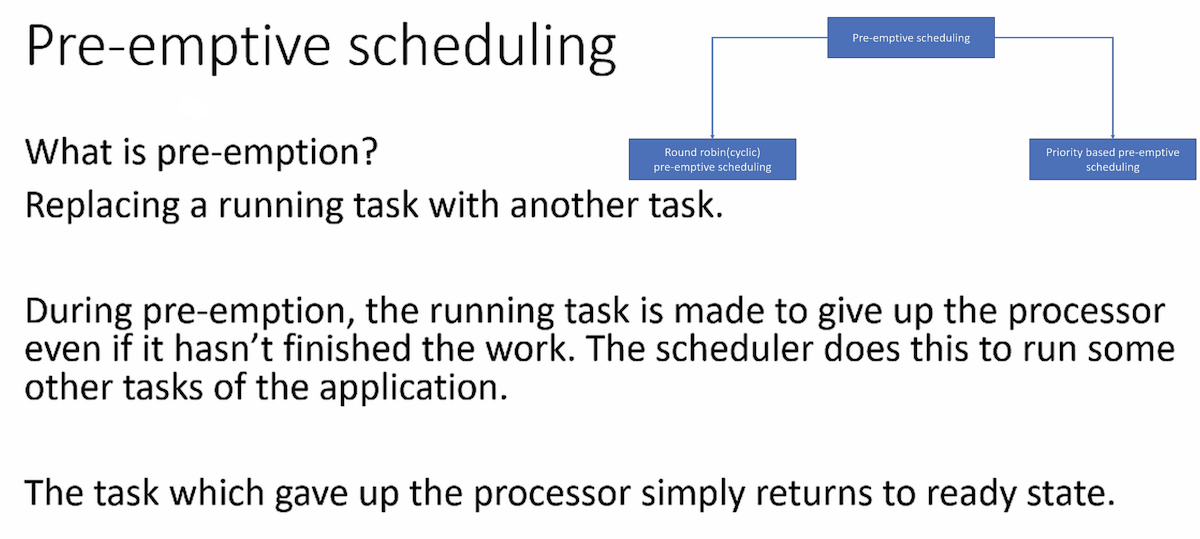 Pre-emptive scheduling
Pre-emptive scheduling
Round robin(cyclic)
pre-emptive scheduling
Priority based pre-emptive
scheduling
What is pre-emption?
Replacing a running task with another task.
During pre-emption, the running task is made to give up the processor
even if it hasn’t finished the work. The scheduler does this to run some
other tasks of the application.
The task which gave up the processor simply returns to ready state.